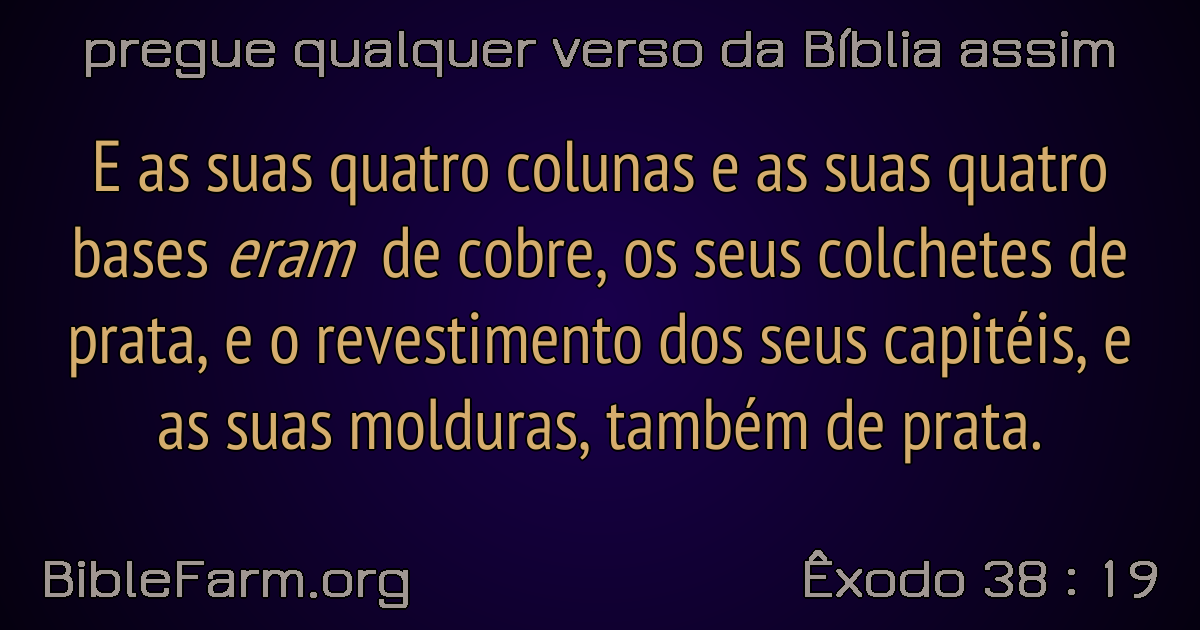 pregue qualquer verso da Bíblia assim
E as suas quatro colunas e as suas quatro
bases eram de cobre, os seus colchetes de
prata, e o revestimento dos seus capitéis, e
as suas molduras, também de prata.
BibleFarm.org
Êxodo 38 : 19